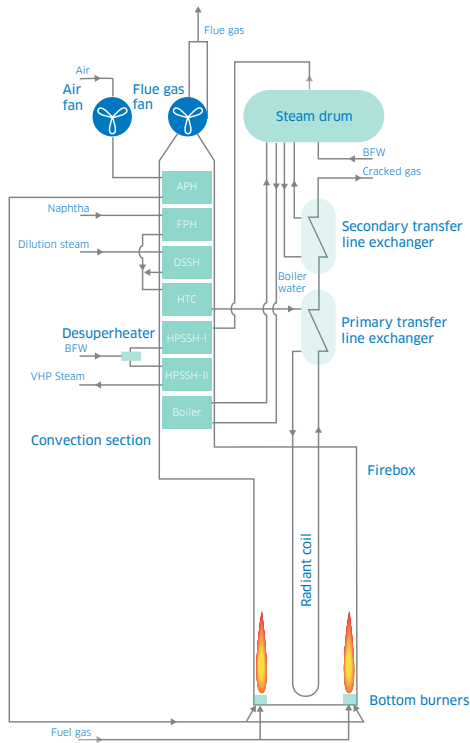 Flue gas
Air
Air
fan
Flue gas
fan
Steam drum
BFW
Cracked gas
APH
Naphtha
FPH
Secondary transfer
line exchanger
Dilution steam
DSSH
Boiler
water
HTC
Primary transfer
line exchanger
Desuperheater
BFW
HPSSH-I
VHP Steam
HPSSH-II
Boiler
Convection section
Firebox
Radiant coil
Bottom burners
Fuel gas